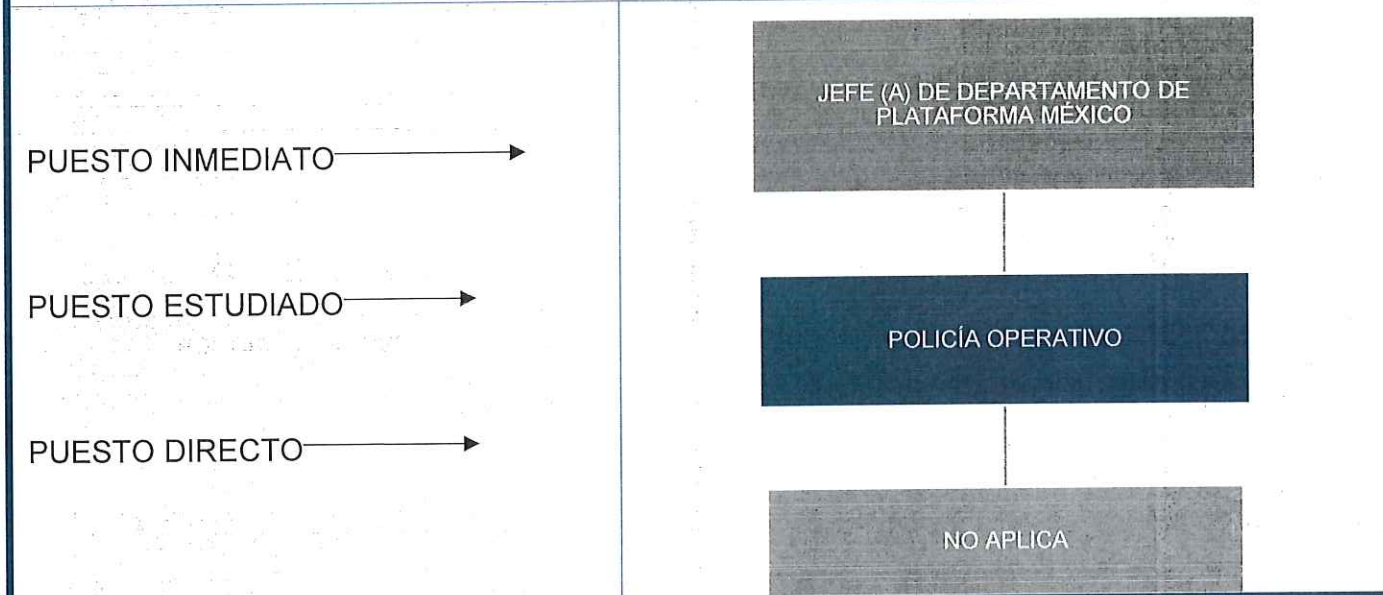 JEFE (A) DE DEPARTAMENTO DE
PLATAFORMA MÉXICO
PUESTO INMEDIATO
PUESTO ESTUDIADO
POLICÍA OPERATIVO
PUESTO DIRECTO
NO APLICA